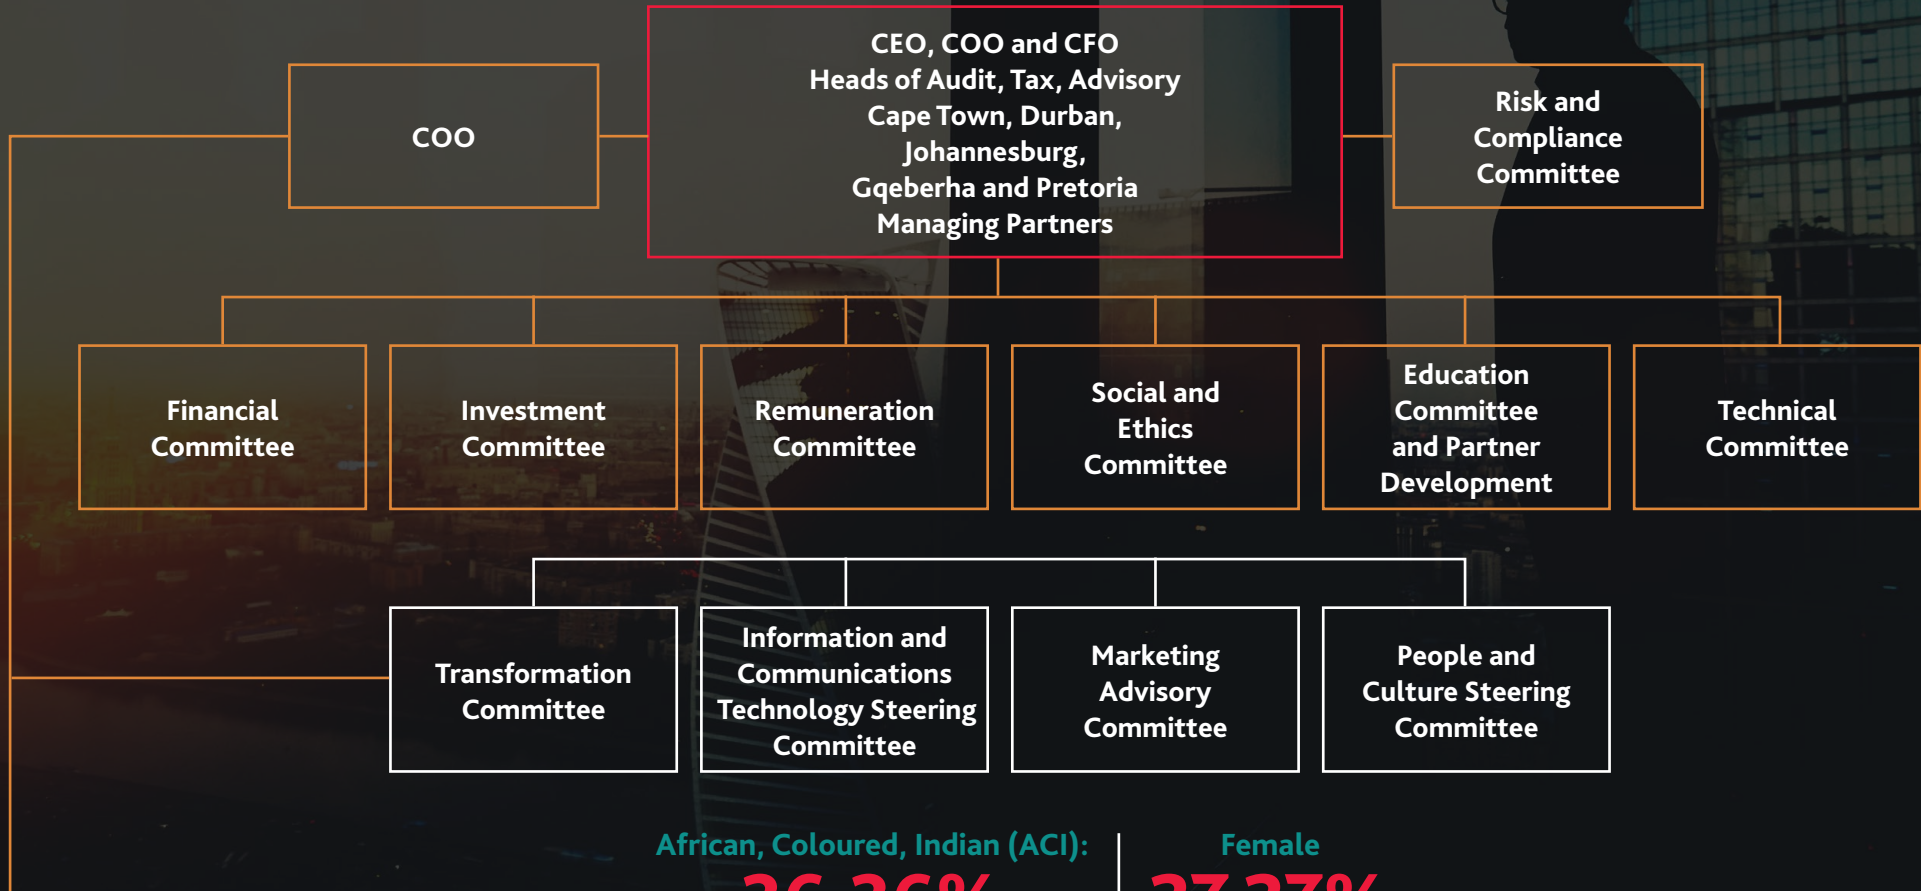 CEO, COO and CFO
Heads of Audit, Tax, Advisory
Cape Town, Durban,
Johannesburg,
Gqeberha and Pretoria
Managing Partners
COO
Risk and
Compliance
Committee
Financial
Committee
Investment
Committee
Remuneration
Committee
Social and
Ethics
Committee
Education
Committee
and Partner
Development
Technical
Committee
Transformation
Committee
Information and
Communications
Technology Steering
Committee
Marketing
Advisory
Committee
People and
Culture Steering
Committee
African, Coloured, Indian (ACI):
Female